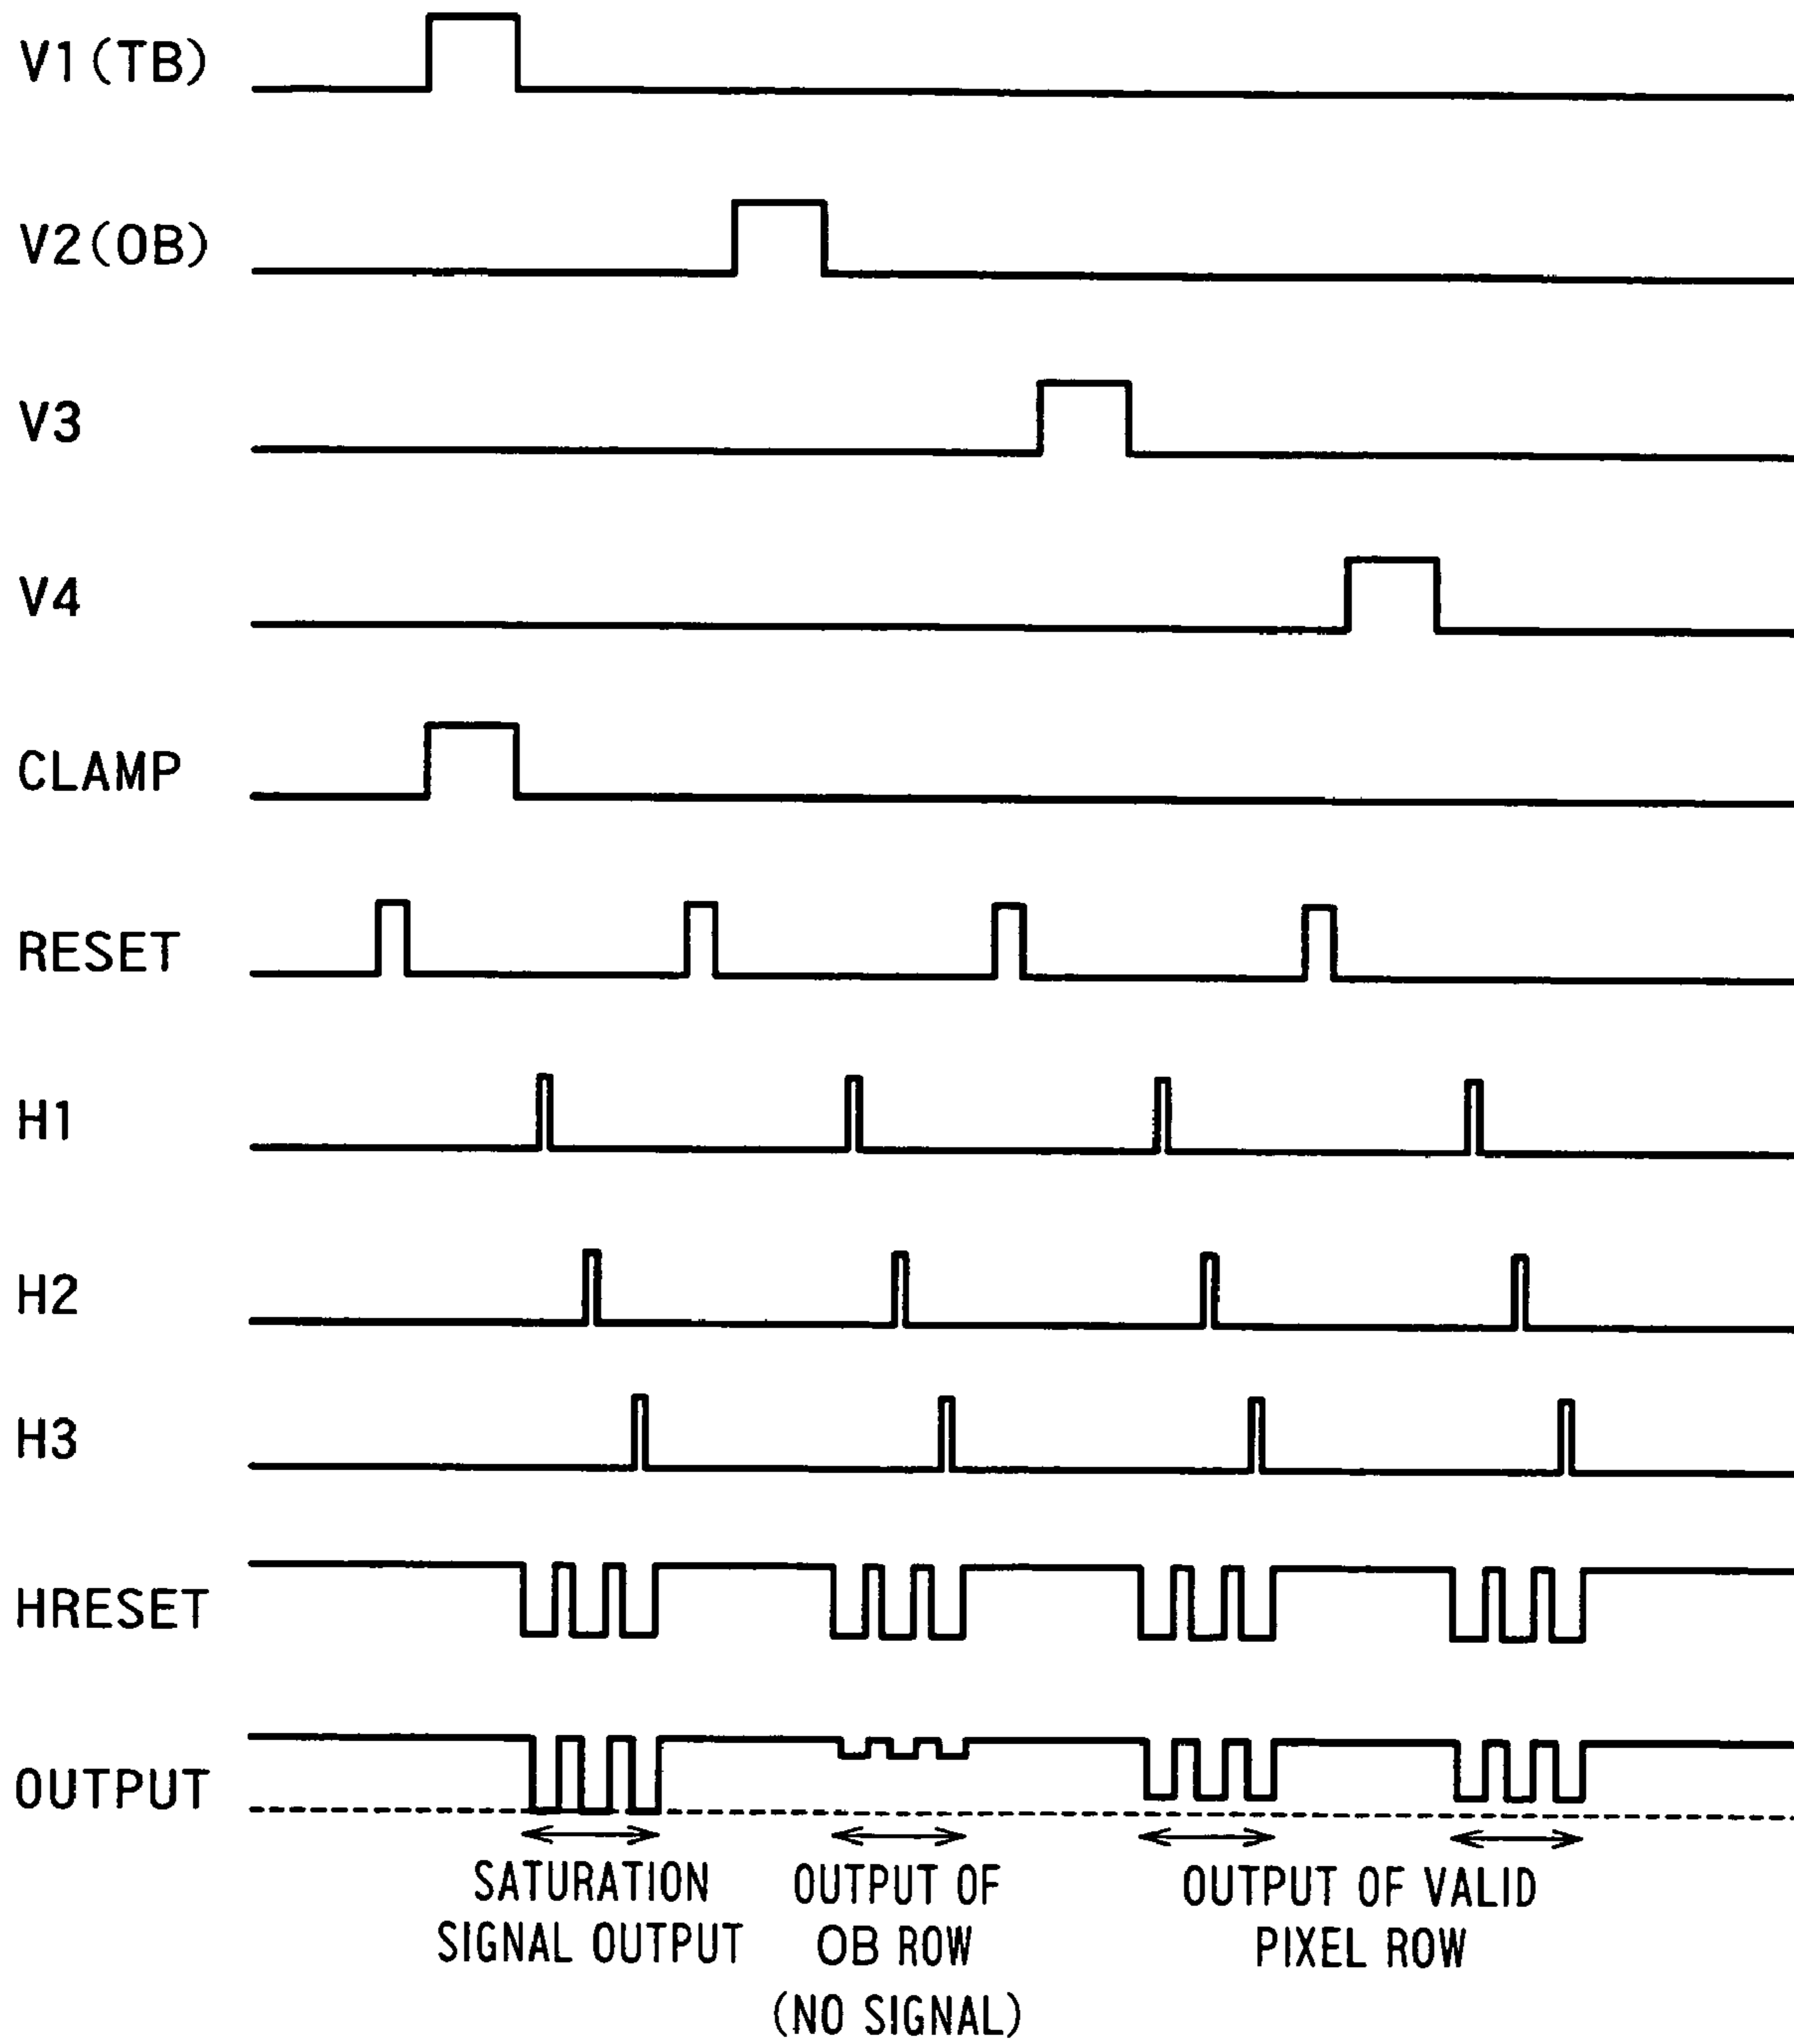 V1(TB)
V2(OB)
V3
V4
CLAMP
RESET
H1
H2
H3
HRESET
OUTPUT
SATURATION
SIGNAL OUTPUT
OUTPUT OF
OB ROW
(NO SIGNAL)
OUTPUT OF VALID
PIXEL ROW